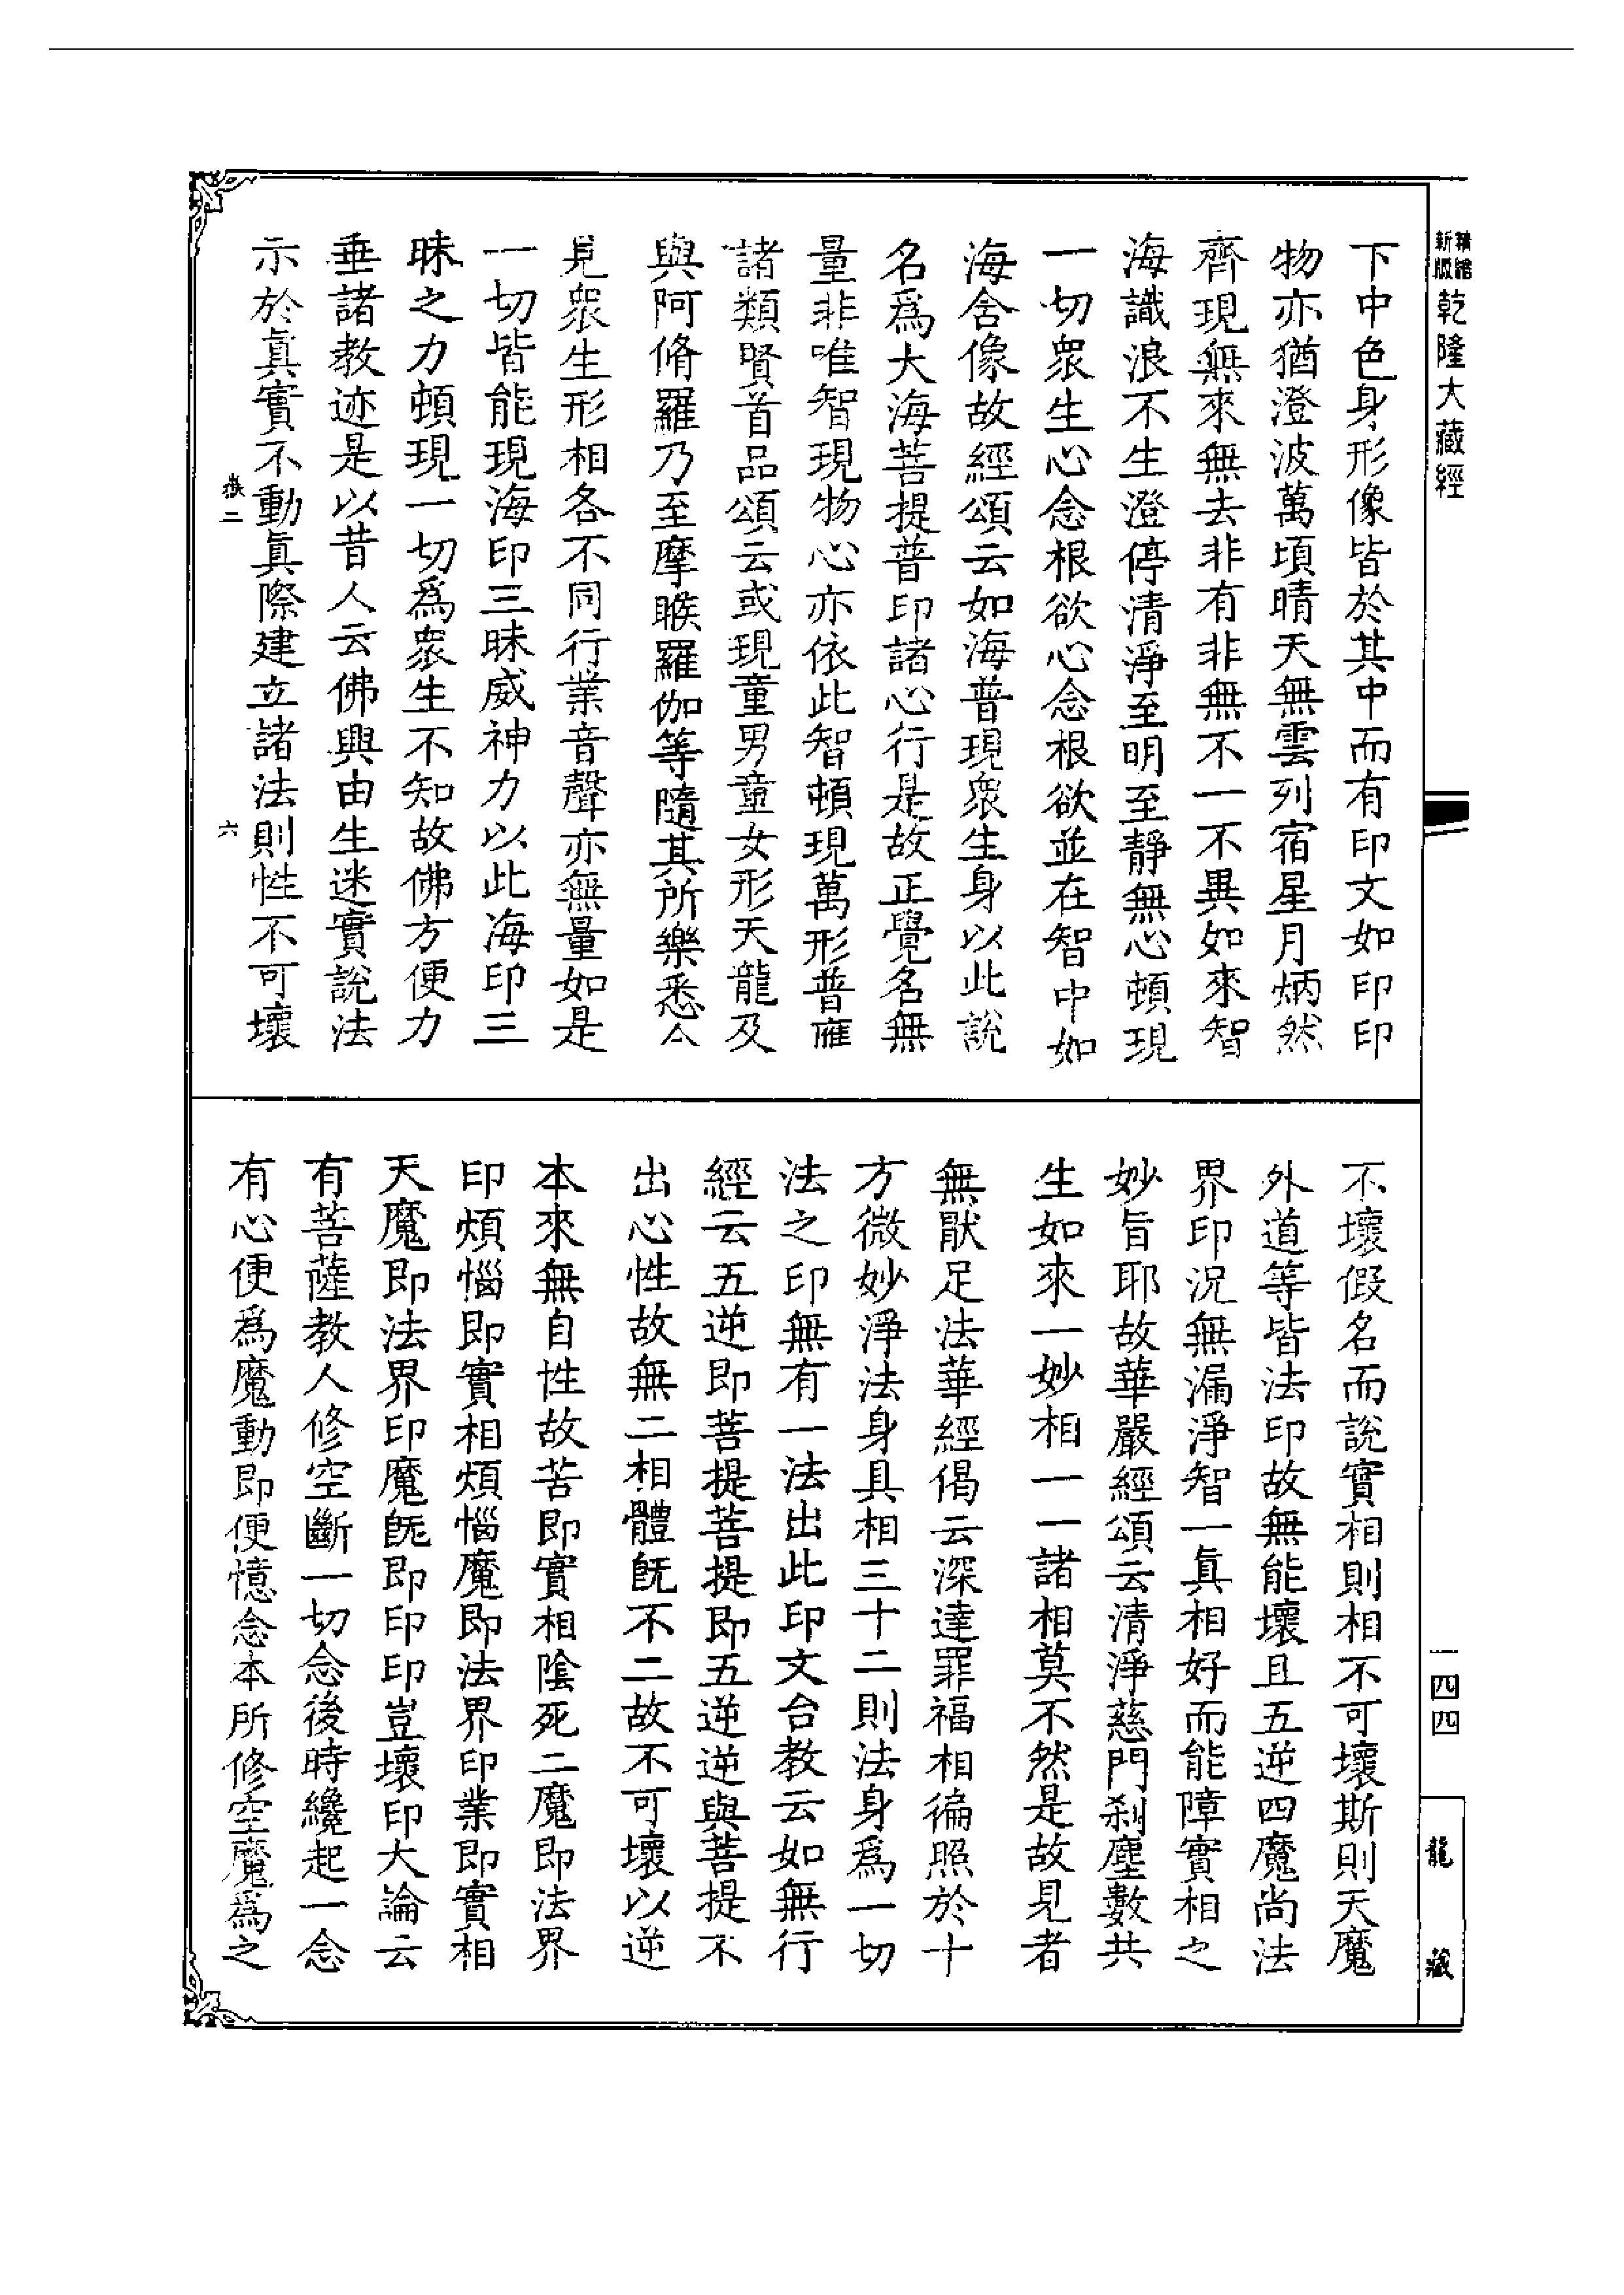 乾隆大藏經
下中色身形像皆於其中而有印文如印印
物亦猶澄波萬頃晴天無雲列宿星月炳然
齊現無來無去非有非無不一不異如來智
海識浪不生澄停清淨至明至靜無心頓現
一切眾生心念根欲心念根欲並在智中如
海含像故經頌云如海普現眾生身以此說
名為大海菩提普印諸心行是故正覺名無
量非唯智現物心亦依此智頓現萬形普應
諸類賢首品頌云或現童男童女形天龍及
與阿脩羅乃至摩睺羅伽等隨其所樂悉令
見眾生形相各不同行業音聲亦無量如是
一切皆能現海印三昧威神力以此海印三
昧之力頓現一切為眾生不知故佛方便力
垂諸教迹是以昔人云佛興由生迷實說法
示於真實不動真際建立諸法則性不可壞
六
不壞假名而說實相則相不可壞斯則天魔
外道等皆法印故無能壞且五逆四魔尚法
界印況無漏淨智一真相好而能障實相之
妙旨耶故華嚴經頌云清淨慈門剎塵數共
生如來一妙相一一諸相莫不然是故見者
無猒足法華經偈云深達罪福相徧照於十
方微妙淨法身具相三十二則法身為一切
法之印無有一法出此印文台教云如無行
經云五逆即菩提菩提即五逆逆與菩提不
出心性故無二相體既不二故不可壞以逆
本來無自性故苦即實相陰死二魔即法界
印煩惱即實相煩惱魔即法界印業即實相
天魔即法界印魔既即印印豈壞印大論云
有菩薩教人修空斷一切念後時纔起一念
有心便為魔動即便憶念本所修空魔為之
一四四
龍藏